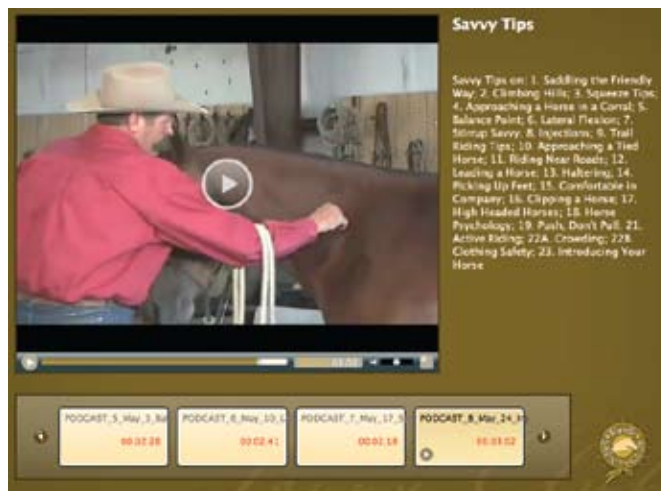 Savvy Tips
Savvy Tips on: 1. Saddling the Friendly
Way; 2. Climbing Hills; 3. Squeeze Tips;
4. Approaching a Horse in a Corral; 5.
Balance Point; 6. Lateral Flexion; 7.
Stirrup Savvy; 8. Injections; 9. Trail
Riding Tips; 10. Approaching a Tied
Horse; 11. Riding Near Roads; 12.
Leading a Horse; 13. Haltering; 14.
Picking Up Feet; 15. Comfortable in
Company; 16. Clipping a Horse; 17.
High Headed Horses; 18. Horse
Psychology; 19. Push, Don't Pull. 21.
Active Riding; 22A. Crowding; 22B.
Clothing Safety; 23. Introducing Your
Horse
PODCAST_5_May_3_Bal
00:02:28
PODCAST_6_May_10_L
00:02:41
PODCAST_7_May_17_S
00:02:18
PODCAST_8_May_24_
00:03:02